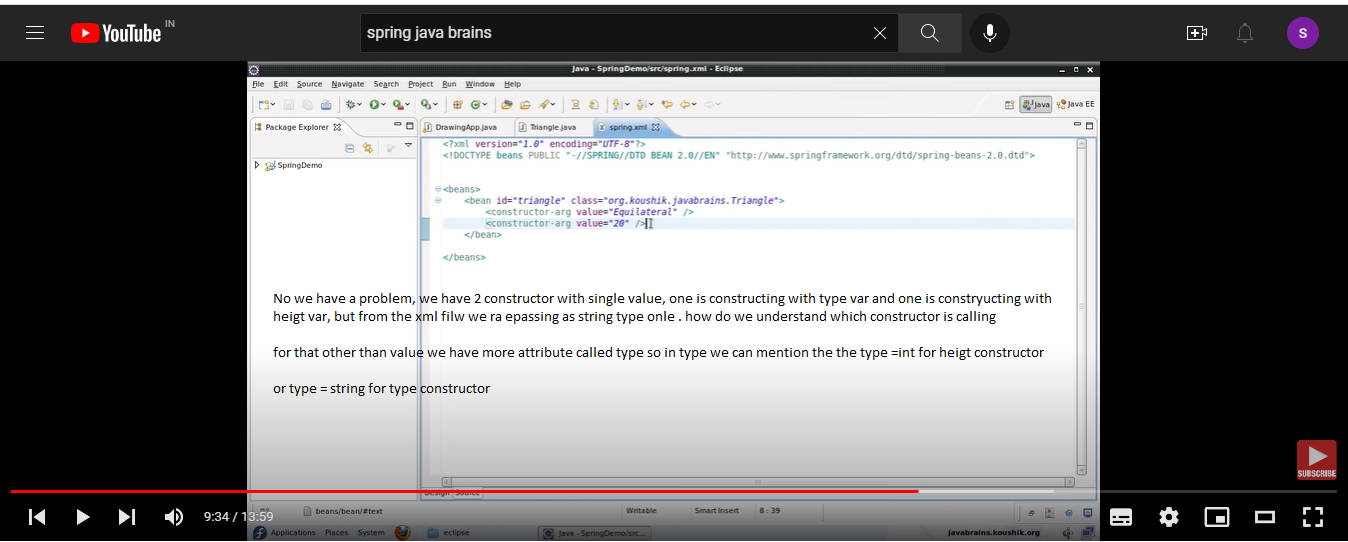 YouTube IN
spring java brains
S
Java - SpringDemo/src/spring.xml - Eclipse
File Edit Source Navigate Search Project Run Window Help
Java Java EE
Package Explorer
DrawingApp.java Triangle.java spring.xml
SpringDemo
<?xml version="1.0" encoding="UTF-8"?>
<!DOCTYPE beans PUBLIC "-//SPRING//DTD BEAN 2.0//EN" "http://www.springframework.org/dtd/spring-beans-2.0.dtd">
<beans>
<bean id="triangle" class="org.koushik.javabrains.Triangle">
<constructor-arg value="Equilateral" />
<constructor-arg value="20" />
</bean>
</beans>
No we have a problem, we have 2 constructor with single value, one is constructing with type var and one is constryucting with
heigt var, but from the xml filw we ra epassing as string type onle . how do we understand which constructor is calling
for that other than value we have more attribute called type so in type we can mention the the type =int for heigt constructor
or type = string for type constructor
SUBSCRIBE
Design Source
9:34 / 13:59
beans/bean/#text Writable Smart Insert 8 : 39
Applications Places System eclipse Java - SpringDemo/src... javabrains.koushik.org